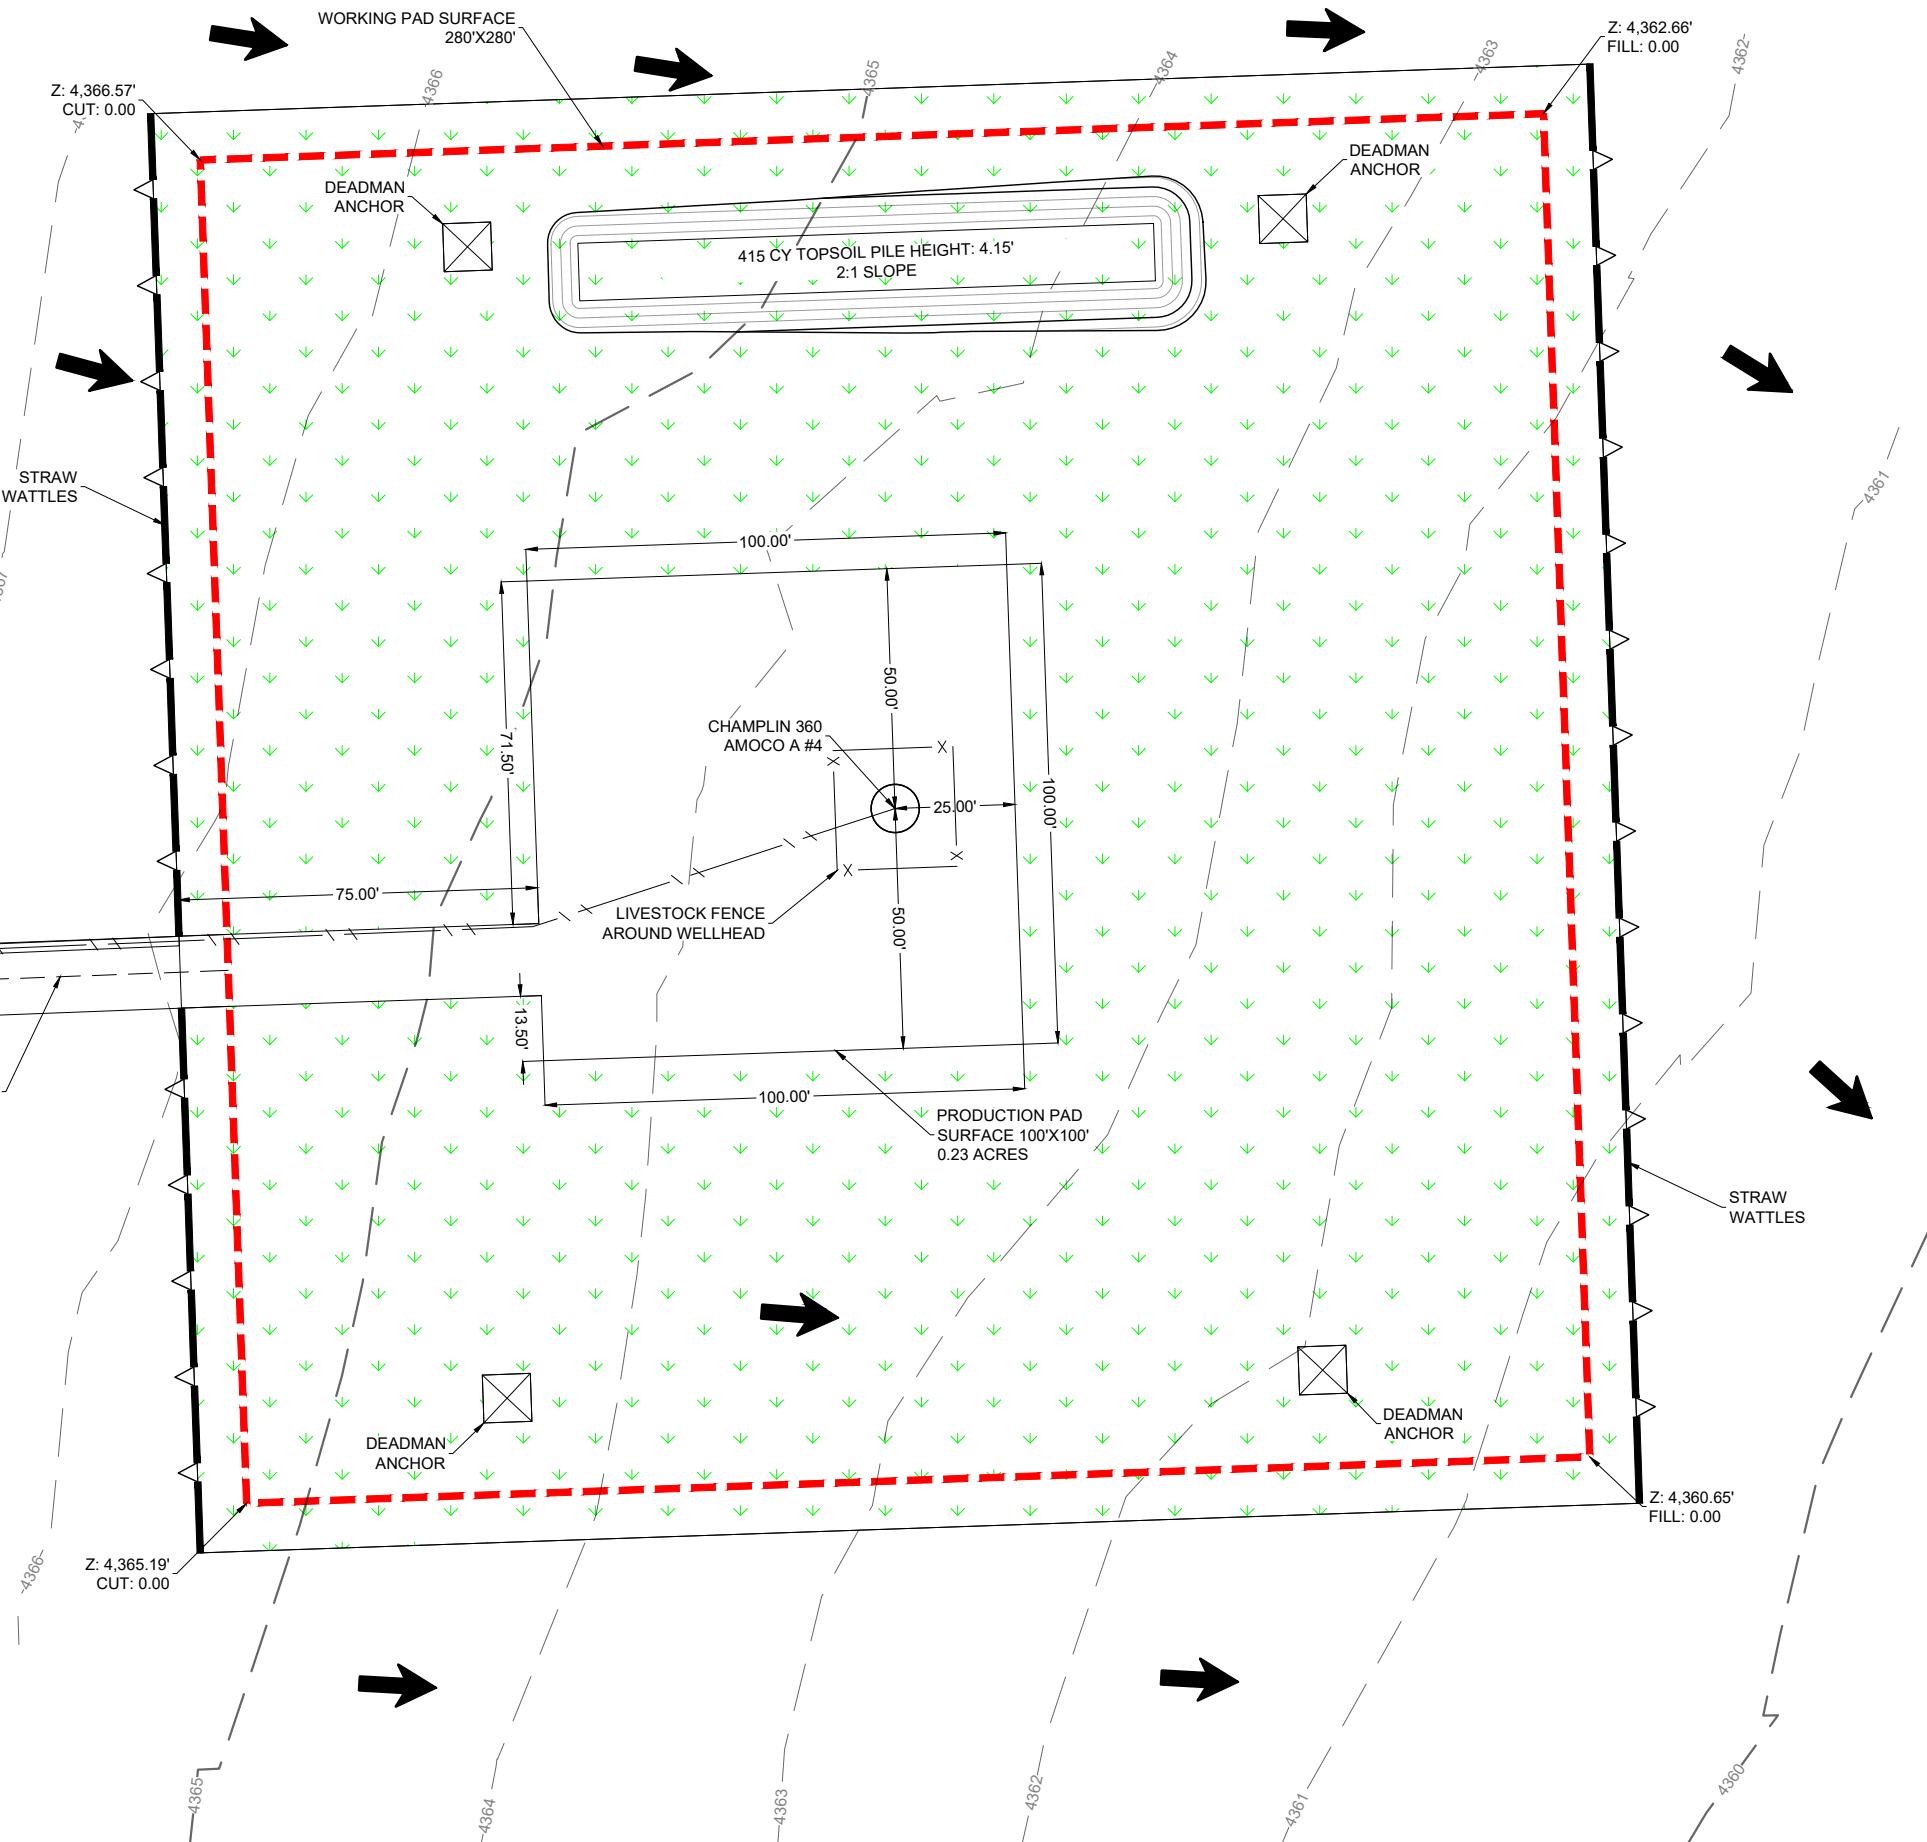 WORKING PAD SURFACE
280'X280'
Z: 4,362.66'
FILL: 0.00
Z: 4,366.57'
CUT: 0.00
4366
4365
4364
4363
4362
DEADMAN
ANCHOR
DEADMAN
ANCHOR
415 CY TOPSOIL PILE HEIGHT: 4.15'
2:1 SLOPE
STRAW
WATTLES
4361
100.00'
50.00'
71.50'
CHAMPLIN 360
AMOCO A #4
X
X
25.00'
100.00'
X
X
75.00'
LIVESTOCK FENCE
AROUND WELLHEAD
50.00'
13.50'
100.00'
PRODUCTION PAD
SURFACE 100'X100'
0.23 ACRES
STRAW
WATTLES
DEADMAN
ANCHOR
DEADMAN
ANCHOR
Z: 4,360.65'
FILL: 0.00
Z: 4,365.19'
CUT: 0.00
4366
4365
4364
4363
4362
4361
4360